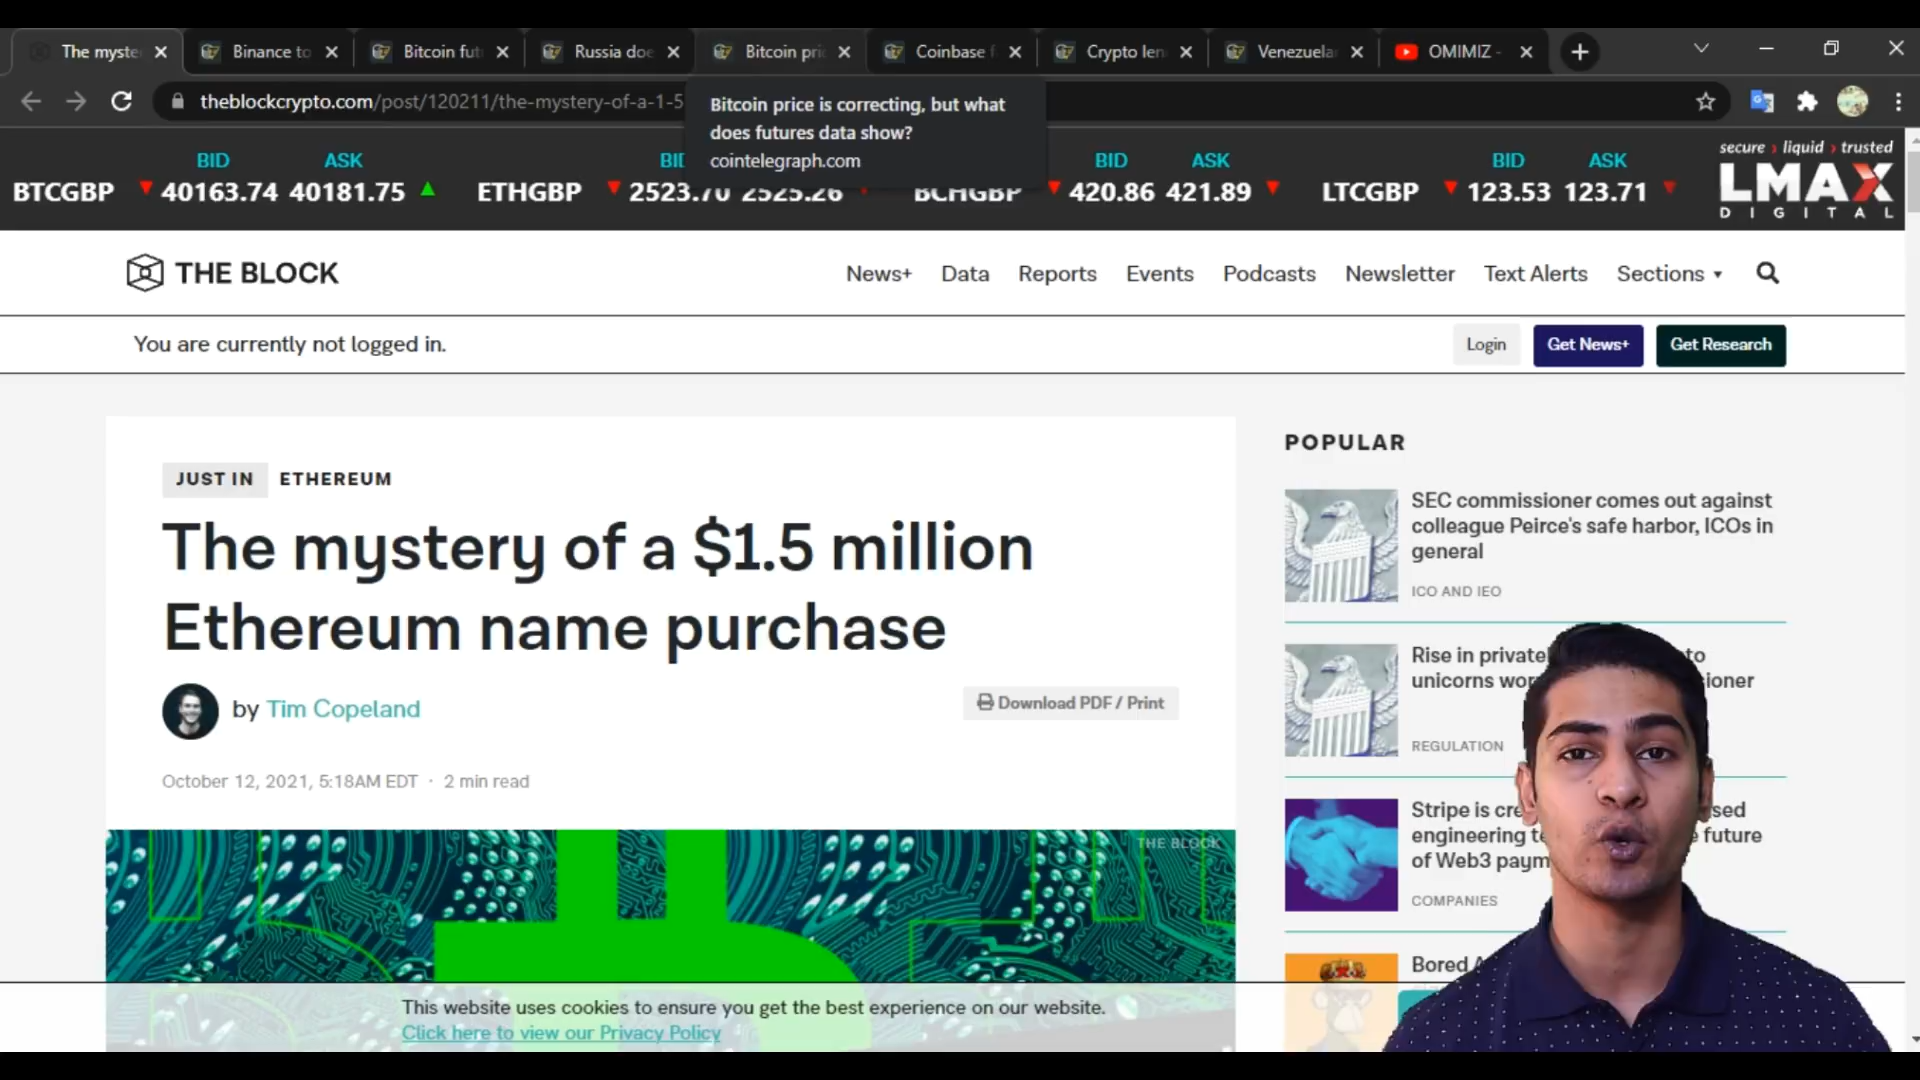 The myste
Binance to
Bitcoin fut
Russia doe
Bitcoin pri
Coinbase f
Crypto len
Venezuela
OMIMIZ -
theblockcrypto.com/post/120211/the-mystery-of-a-1-5
Bitcoin price is correcting, but what
does futures data show?
cointelegraph.com
BID ASK
BTCGBP 40163.74 40181.75
ETHGBP 2523.70 2525.26
BID ASK
BCHGBP 420.86 421.89
BID ASK
LTCGBP 123.53 123.71
secure › liquid › trusted
LMAX
DIGITAL
THE BLOCK
News+ Data Reports Events Podcasts Newsletter Text Alerts Sections
You are currently not logged in.
Login Get News+ Get Research
JUST IN ETHEREUM
The mystery of a $1.5 million
Ethereum name purchase
by Tim Copeland
Download PDF / Print
October 12, 2021, 5:18AM EDT · 2 min read
THE BLOCK
POPULAR
SEC commissioner comes out against
colleague Peirce's safe harbor, ICOs in
general
ICO AND IEO
Rise in private
unicorns
REGULATION
Stripe is
engineering
future
of Web3
COMPANIES
Bored
This website uses cookies to ensure you get the best experience on our website.
Click here to view our Privacy Policy